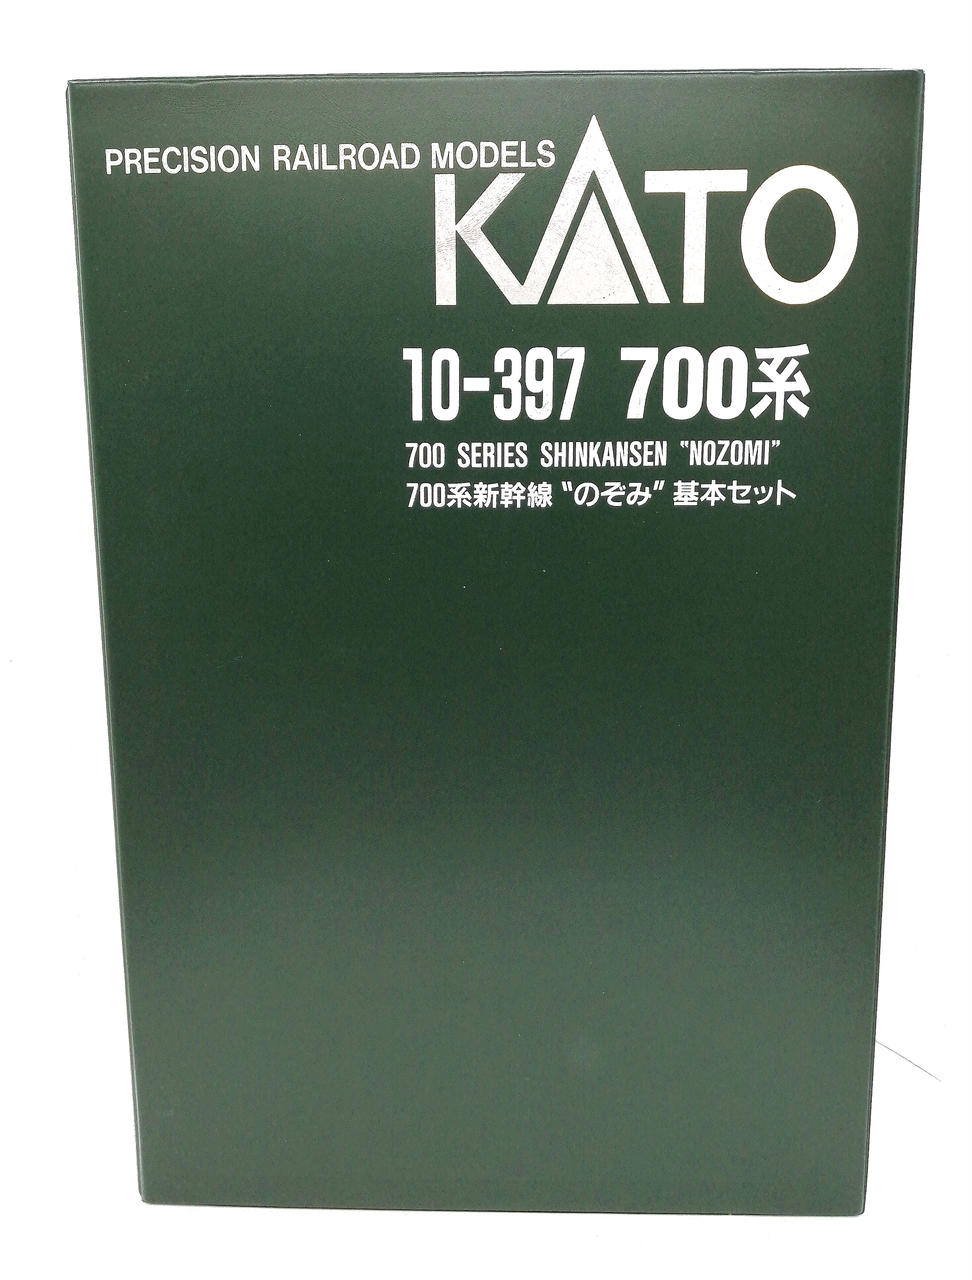 PRECISION RAILROAD MODELS
KATO
10-397 700系
700 SERIES SHINKANSEN "NOZOMI"
700系新幹線 "のぞみ" 基本セット